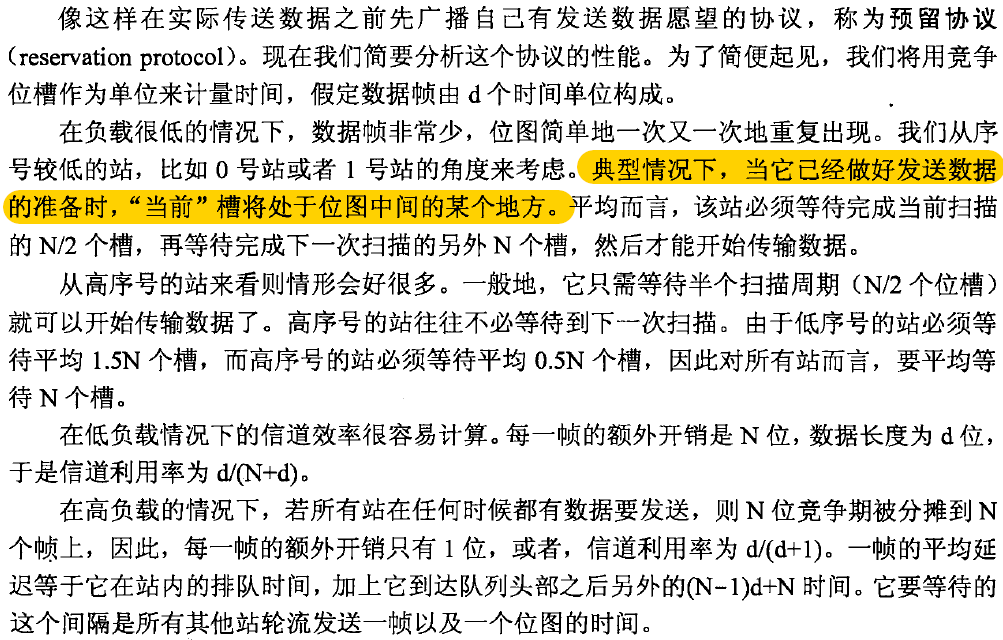 像这样在实际传送数据之前先广播自己有发送数据愿望的协议，称为预留协议
（reservation protocol）。现在我们简要分析这个协议的性能。为了简便起见，我们将用竞争
位槽作为单位来计量时间，假定数据帧由 d 个时间单位构成。
在负载很低的情况下，数据帧非常少，位图简单地一次又一次地重复出现。我们从序
号较低的站，比如 0 号站或者 1 号站的角度来考虑。典型情况下，当它已经做好发送数据
的准备时，“当前”槽将处于位图中间的某个地方。平均而言，该站必须等待完成当前扫描
的 N/2 个槽，再等待完成下一次扫描的另外 N 个槽，然后才能开始传输数据。
从高序号的站来看则情形会好很多。一般地，它只需等待半个扫描周期（N/2 个位槽）
就可以开始传输数据了。高序号的站往往不必等待到下一次扫描。由于低序号的站必须等
待平均 1.5N 个槽，而高序号的站必须等待平均 0.5N 个槽，因此对所有站而言，要平均等
待 N 个槽。
在低负载情况下的信道效率很容易计算。每一帧的额外开销是 N 位，数据长度为 d 位，
于是信道利用率为 d/(N+d)。
在高负载的情况下，若所有站在任何时候都有数据要发送，则 N 位竞争期被分摊到 N
个帧上，因此，每一帧的额外开销只有 1 位，或者，信道利用率为 d/(d+1)。一帧的平均延
迟等于它在站内的排队时间，加上它到达队列头部之后另外的(N-1)d+N 时间。它要等待的
这个间隔是所有其他站轮流发送一帧以及一个位图的时间。